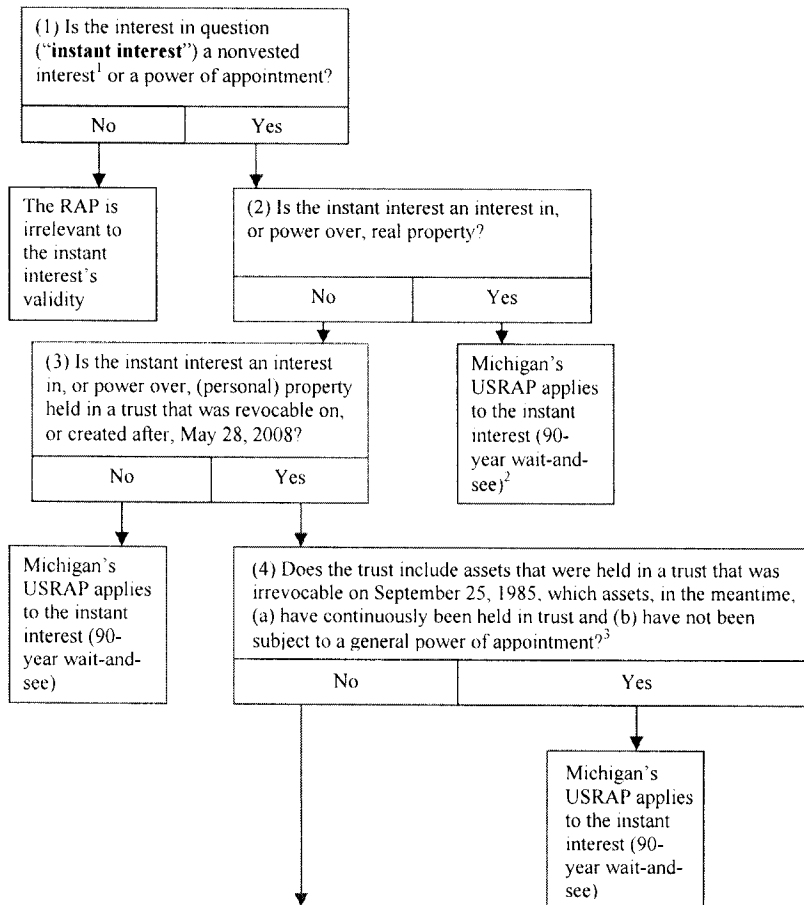 (1) Is the interest in question
(“instant interest”) a nonvested
interest¹ or a power of appointment?
No
Yes
The RAP is
irrelevant to
the instant
interest’s
validity
(2) Is the instant interest an interest in,
or power over, real property?
No
Yes
(3) Is the instant interest an interest
in, or power over, (personal) property
held in a trust that was revocable on,
or created after, May 28, 2008?
No
Yes
Michigan’s
USRAP applies
to the instant
interest (90-
year wait-and-
see)²
Michigan’s
USRAP applies
to the instant
interest (90-
year wait-and-
see)
(4) Does the trust include assets that were held in a trust that was
irrevocable on September 25, 1985, which assets, in the meantime,
(a) have continuously been held in trust and (b) have not been
subject to a general power of appointment?³
No
Yes
Michigan’s
USRAP applies
to the instant
interest (90-
year wait-and-
see)